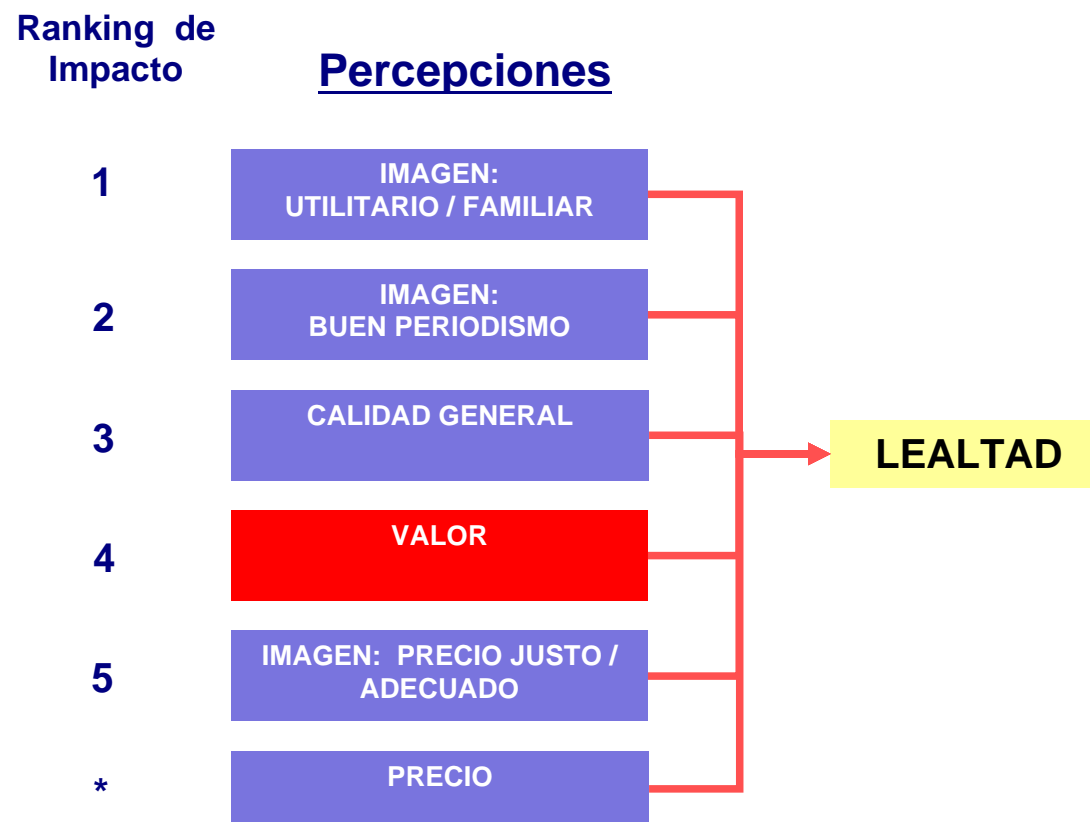 Ranking de
Impacto
Percepciones
1
IMAGEN:
UTILITARIO / FAMILIAR
2
IMAGEN:
BUEN PERIODISMO
3
CALIDAD GENERAL
LEALTAD
4
VALOR
5
IMAGEN: PRECIO JUSTO /
ADECUADO
*
PRECIO